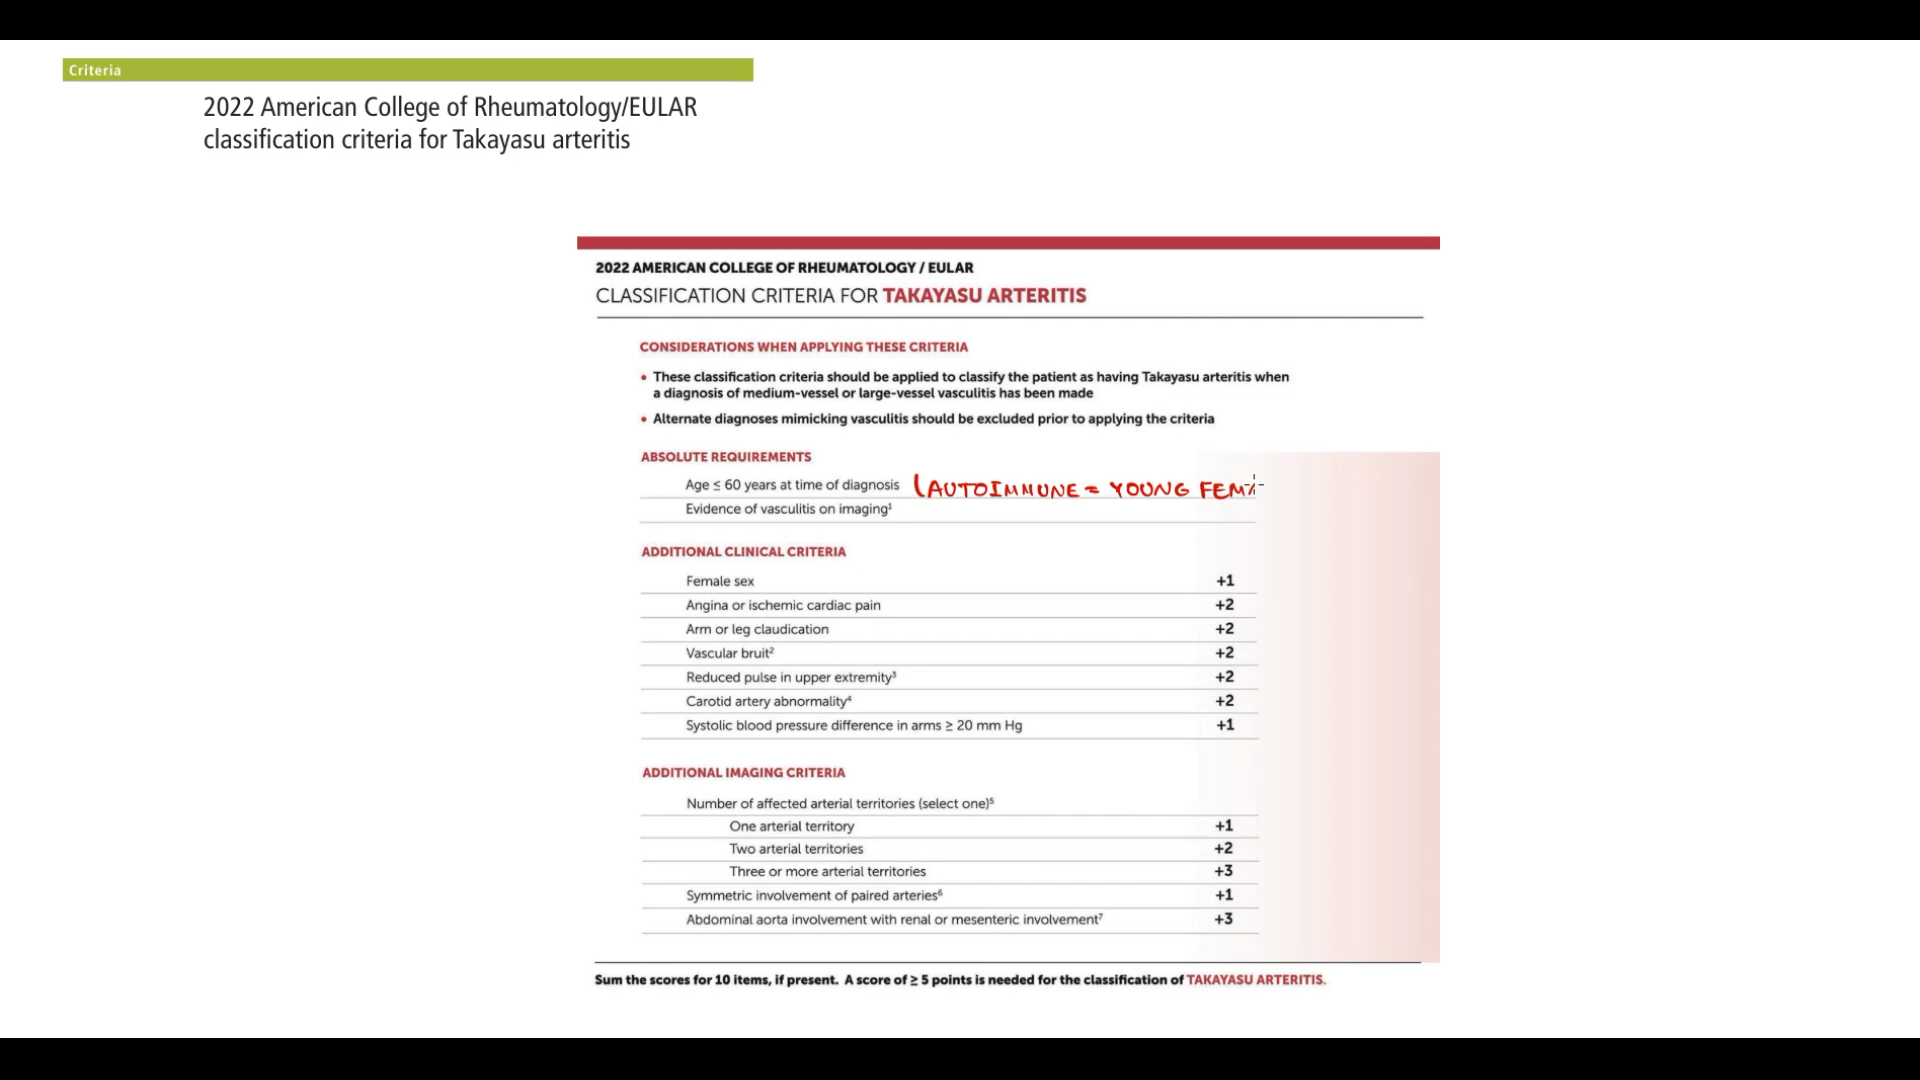 Criteria
2022 American College of Rheumatology/EULAR
classification criteria for Takayasu arteritis
2022 AMERICAN COLLEGE OF RHEUMATOLOGY / EULAR
CLASSIFICATION CRITERIA FOR TAKAYASU ARTERITIS
CONSIDERATIONS WHEN APPLYING THESE CRITERIA
• These classification criteria should be applied to classify the patient as having Takayasu arteritis when
a diagnosis of medium-vessel or large-vessel vasculitis has been made
• Alternate diagnoses mimicking vasculitis should be excluded prior to applying the criteria
ABSOLUTE REQUIREMENTS
Age ≤ 60 years at time of diagnosis (AUTOIMMUNE = YOUNG FEMA
Evidence of vasculitis on imaging¹
ADDITIONAL CLINICAL CRITERIA
Female sex +1
Angina or ischemic cardiac pain +2
Arm or leg claudication +2
Vascular bruit² +2
Reduced pulse in upper extremity³ +2
Carotid artery abnormality⁴ +2
Systolic blood pressure difference in arms ≥ 20 mm Hg +1
ADDITIONAL IMAGING CRITERIA
Number of affected arterial territories (select one)⁵
One arterial territory +1
Two arterial territories +2
Three or more arterial territories +3
Symmetric involvement of paired arteries⁶ +1
Abdominal aorta involvement with renal or mesenteric involvement⁷ +3
Sum the scores for 10 items, if present. A score of ≥ 5 points is needed for the classification of TAKAYASU ARTERITIS.